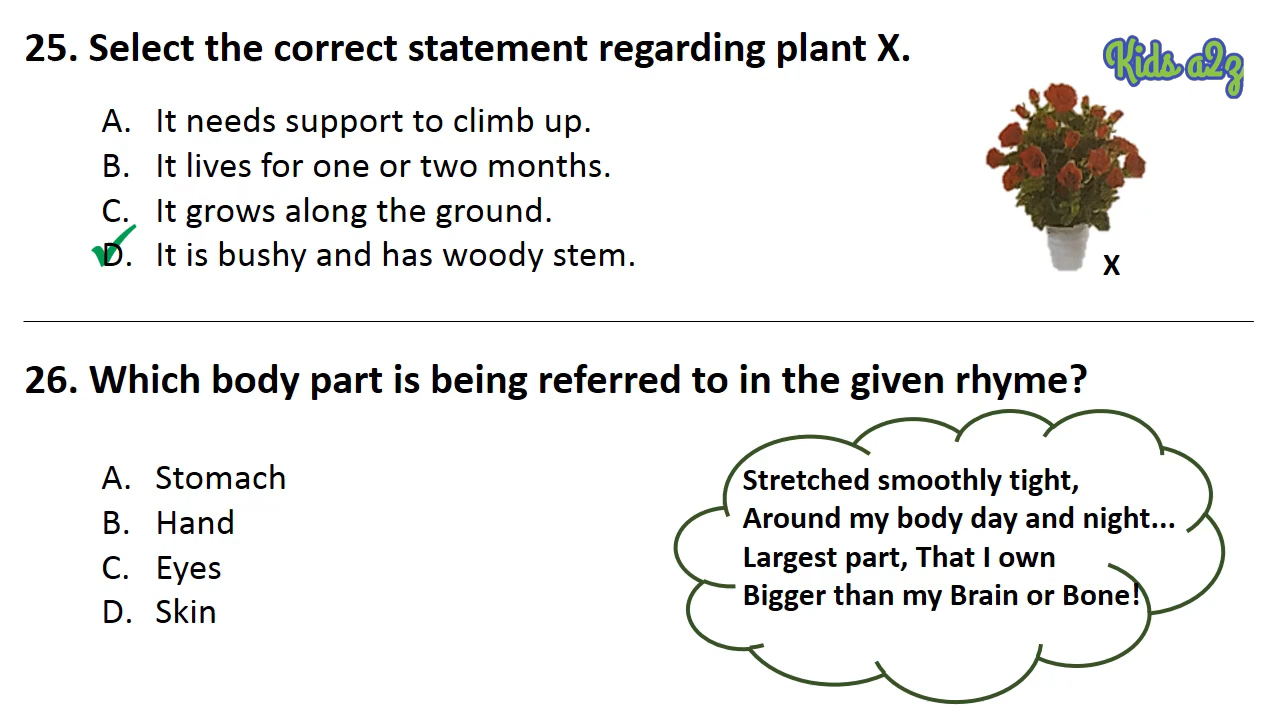 25. Select the correct statement regarding plant X.
Kids a2z
A. It needs support to climb up.
B. It lives for one or two months.
C. It grows along the ground.
D. It is bushy and has woody stem.
X
26. Which body part is being referred to in the given rhyme?
A. Stomach
B. Hand
C. Eyes
D. Skin
Stretched smoothly tight,
Around my body day and night...
Largest part, That I own
Bigger than my Brain or Bone!